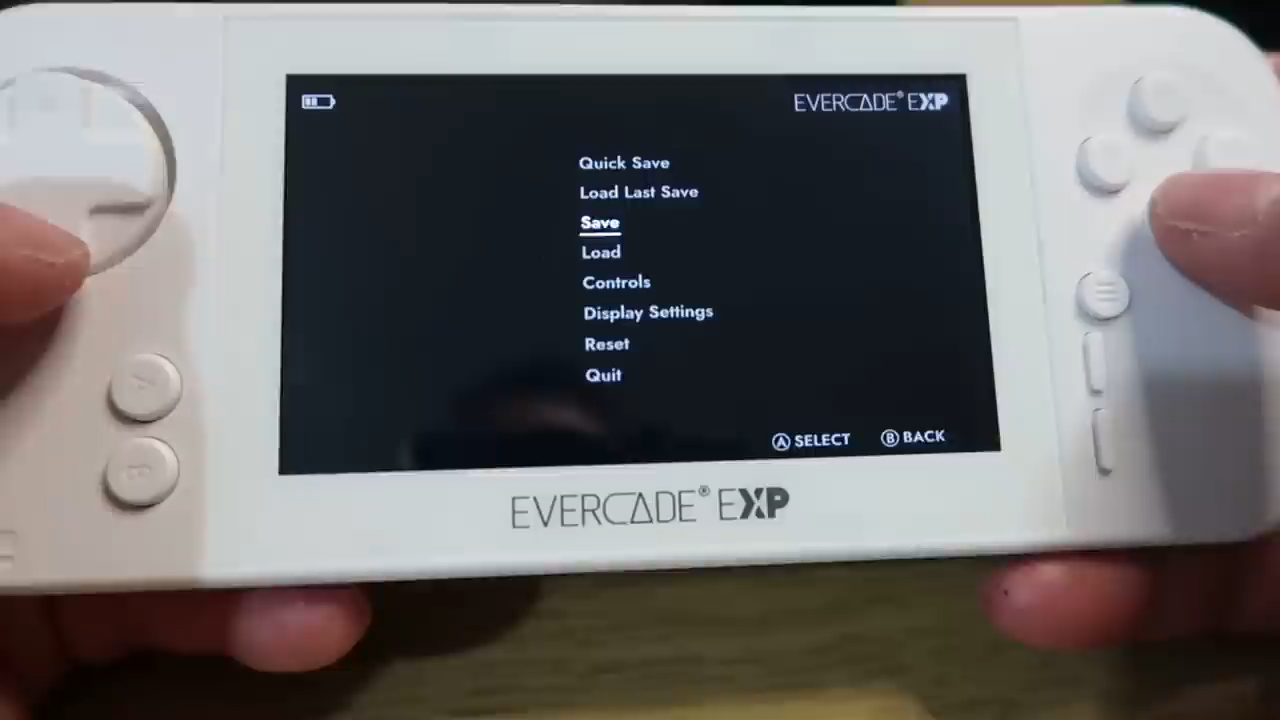 EVERCADE® EXP
Quick Save
Load Last Save
Save
Load
Controls
Display Settings
Reset
Quit
Ⓐ SELECT Ⓑ BACK
EVERCADE® EXP
A
B